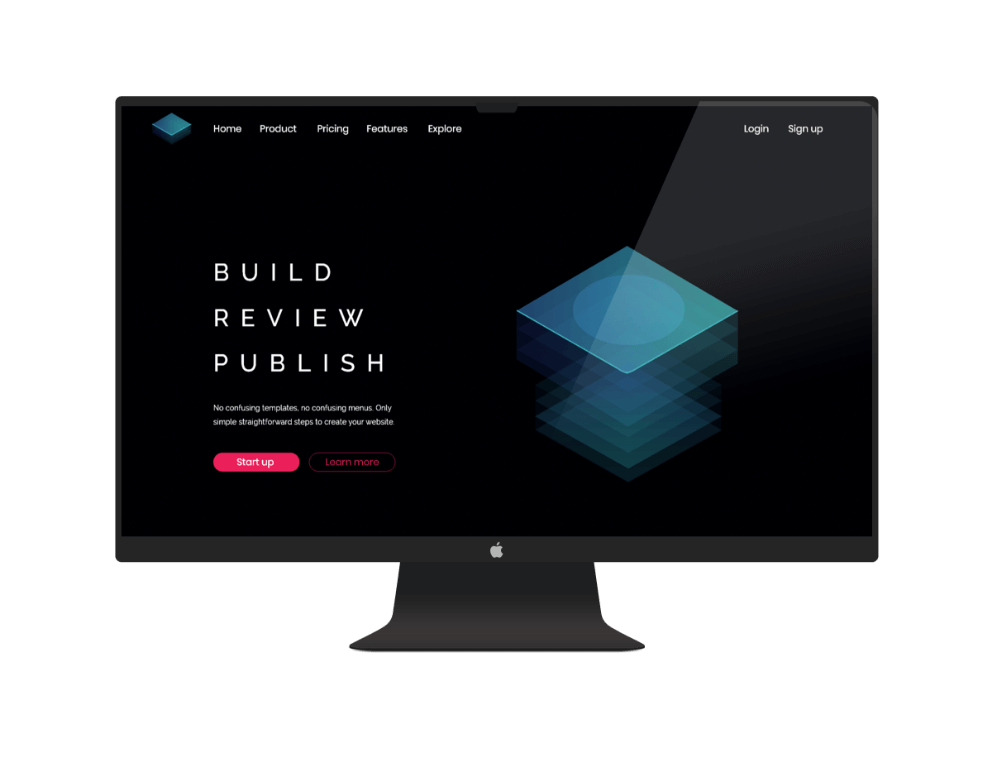 Home Product Pricing Features Explore Login Sign up
BUILD
REVIEW
PUBLISH
No confusing templates, no confusing menus. Only
simple straightforward steps to create your website.
Start up Learn more